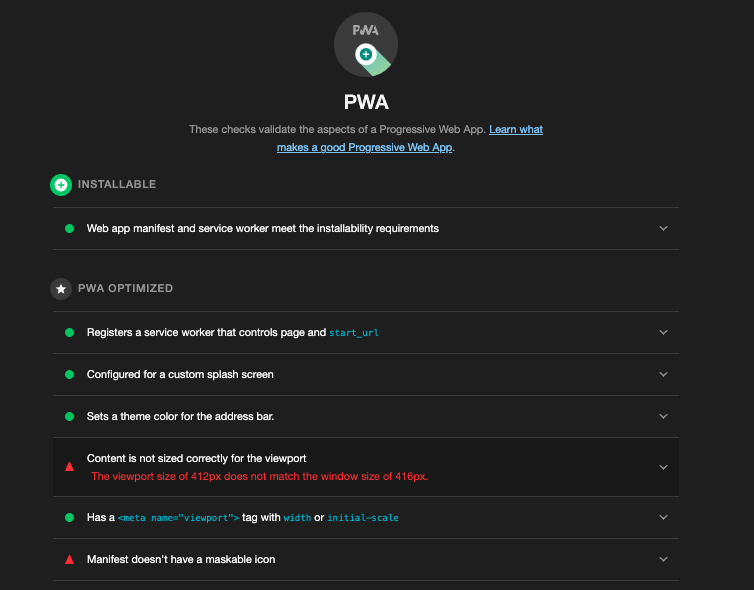 PWA
PWA
These checks validate the aspects of a Progressive Web App. Learn what
makes a good Progressive Web App.
INSTALLABLE
Web app manifest and service worker meet the installability requirements
PWA OPTIMIZED
Registers a service worker that controls page and start_url
Configured for a custom splash screen
Sets a theme color for the address bar.
Content is not sized correctly for the viewport
The viewport size of 412px does not match the window size of 416px.
Has a <meta name="viewport"> tag with width or initial-scale
Manifest doesn't have a maskable icon